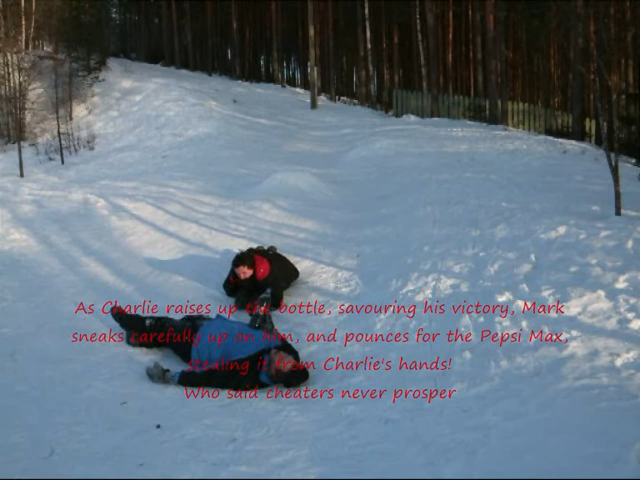 As Charlie raises up the bottle, savouring his victory, Mark
sneaks carefully up on him, and pounces for the Pepsi Max,
stealing it from Charlie's hands!
Who said cheaters never prosper